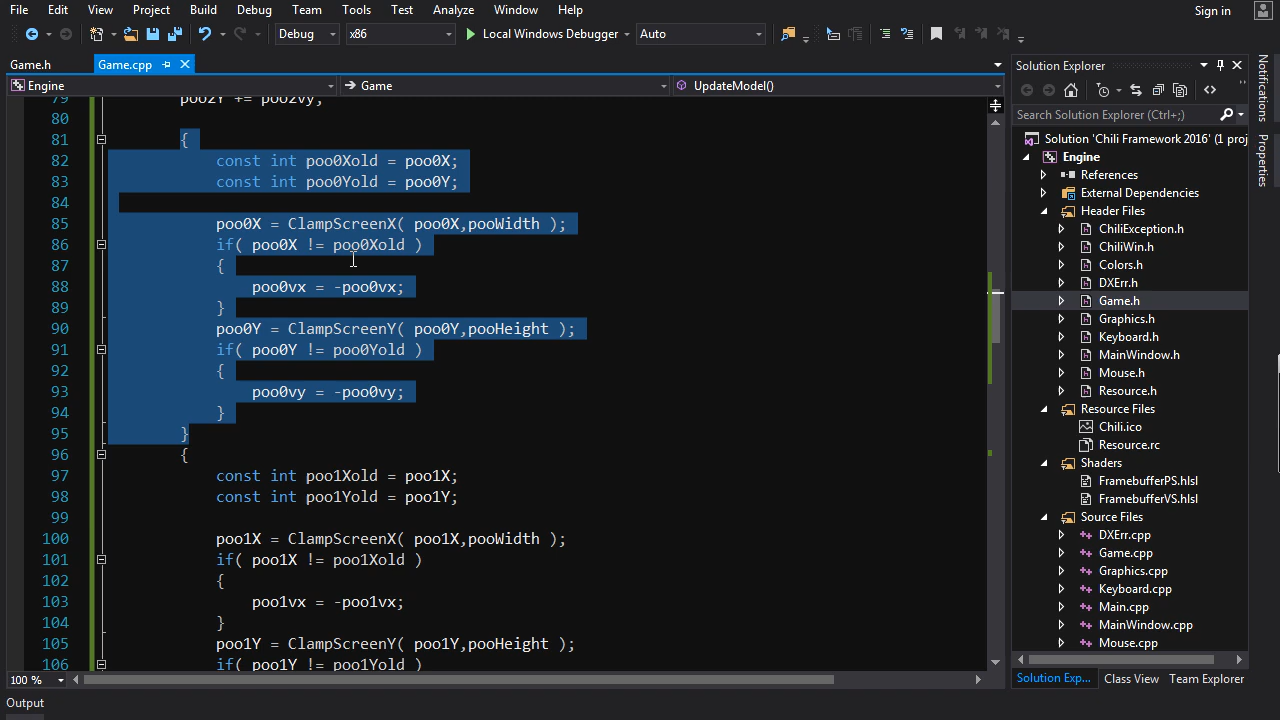 File Edit View Project Build Debug Team Tools Test Analyze Window Help Sign in
Debug x86 Local Windows Debugger Auto
Game.h Game.cpp
Engine Game UpdateModel()
79 poo2Y += poo2vy;
80
81 {
82 const int poo0Xold = poo0X;
83 const int poo0Yold = poo0Y;
84
85 poo0X = ClampScreenX( poo0X,pooWidth );
86 if( poo0X != poo0Xold )
87 {
88 poo0vx = -poo0vx;
89 }
90 poo0Y = ClampScreenY( poo0Y,pooHeight );
91 if( poo0Y != poo0Yold )
92 {
93 poo0vy = -poo0vy;
94 }
95 }
96 {
97 const int poo1Xold = poo1X;
98 const int poo1Yold = poo1Y;
99
100 poo1X = ClampScreenX( poo1X,pooWidth );
101 if( poo1X != poo1Xold )
102 {
103 poo1vx = -poo1vx;
104 }
105 poo1Y = ClampScreenY( poo1Y,pooHeight );
106 if( poo1Y != poo1Yold )
100 %
Output
Solution Explorer
Search Solution Explorer (Ctrl+;)
Solution 'Chili Framework 2016' (1 proj
Engine
References
External Dependencies
Header Files
ChiliException.h
ChiliWin.h
Colors.h
DXErr.h
Game.h
Graphics.h
Keyboard.h
MainWindow.h
Mouse.h
Resource.h
Resource Files
Chili.ico
Resource.rc
Shaders
FramebufferPS.hlsl
FramebufferVS.hlsl
Source Files
DXErr.cpp
Game.cpp
Graphics.cpp
Keyboard.cpp
Main.cpp
MainWindow.cpp
Mouse.cpp
Solution Exp... Class View Team Explorer
Notifications
Properties